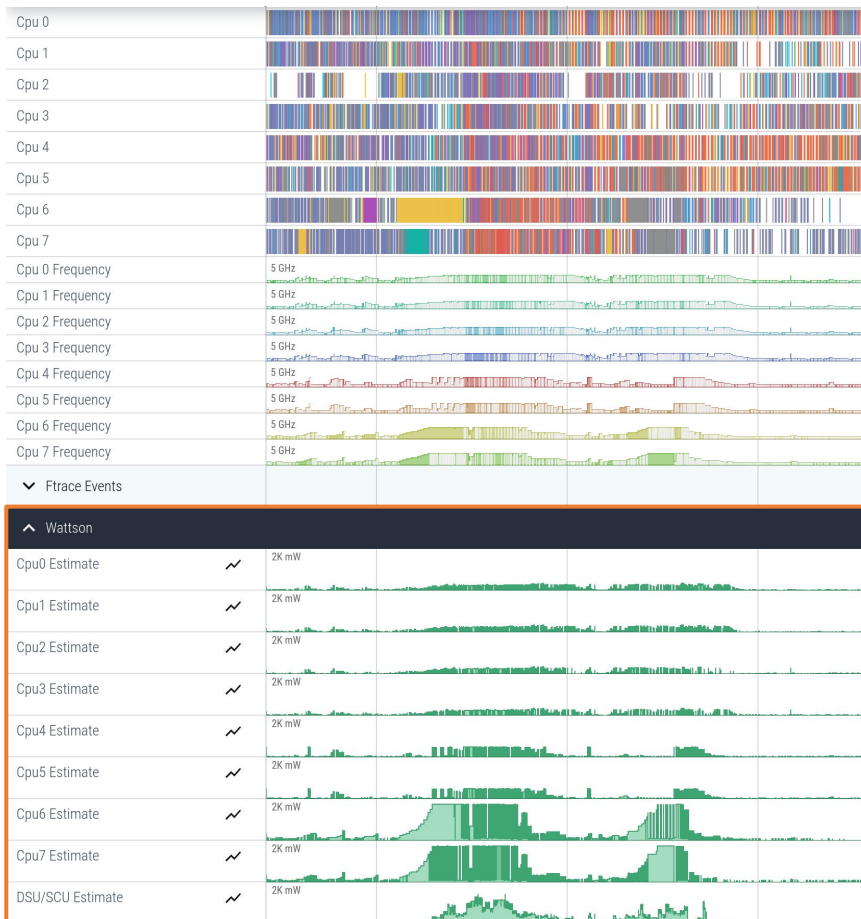 Cpu 0
Cpu 1
Cpu 2
Cpu 3
Cpu 4
Cpu 5
Cpu 6
Cpu 7
Cpu 0 Frequency 5 GHz
Cpu 1 Frequency 5 GHz
Cpu 2 Frequency 5 GHz
Cpu 3 Frequency 5 GHz
Cpu 4 Frequency 5 GHz
Cpu 5 Frequency 5 GHz
Cpu 6 Frequency 5 GHz
Cpu 7 Frequency 5 GHz
Ftrace Events
Wattson
Cpu0 Estimate 2K mW
Cpu1 Estimate 2K mW
Cpu2 Estimate 2K mW
Cpu3 Estimate 2K mW
Cpu4 Estimate 2K mW
Cpu5 Estimate 2K mW
Cpu6 Estimate 2K mW
Cpu7 Estimate 2K mW
DSU/SCU Estimate 2K mW